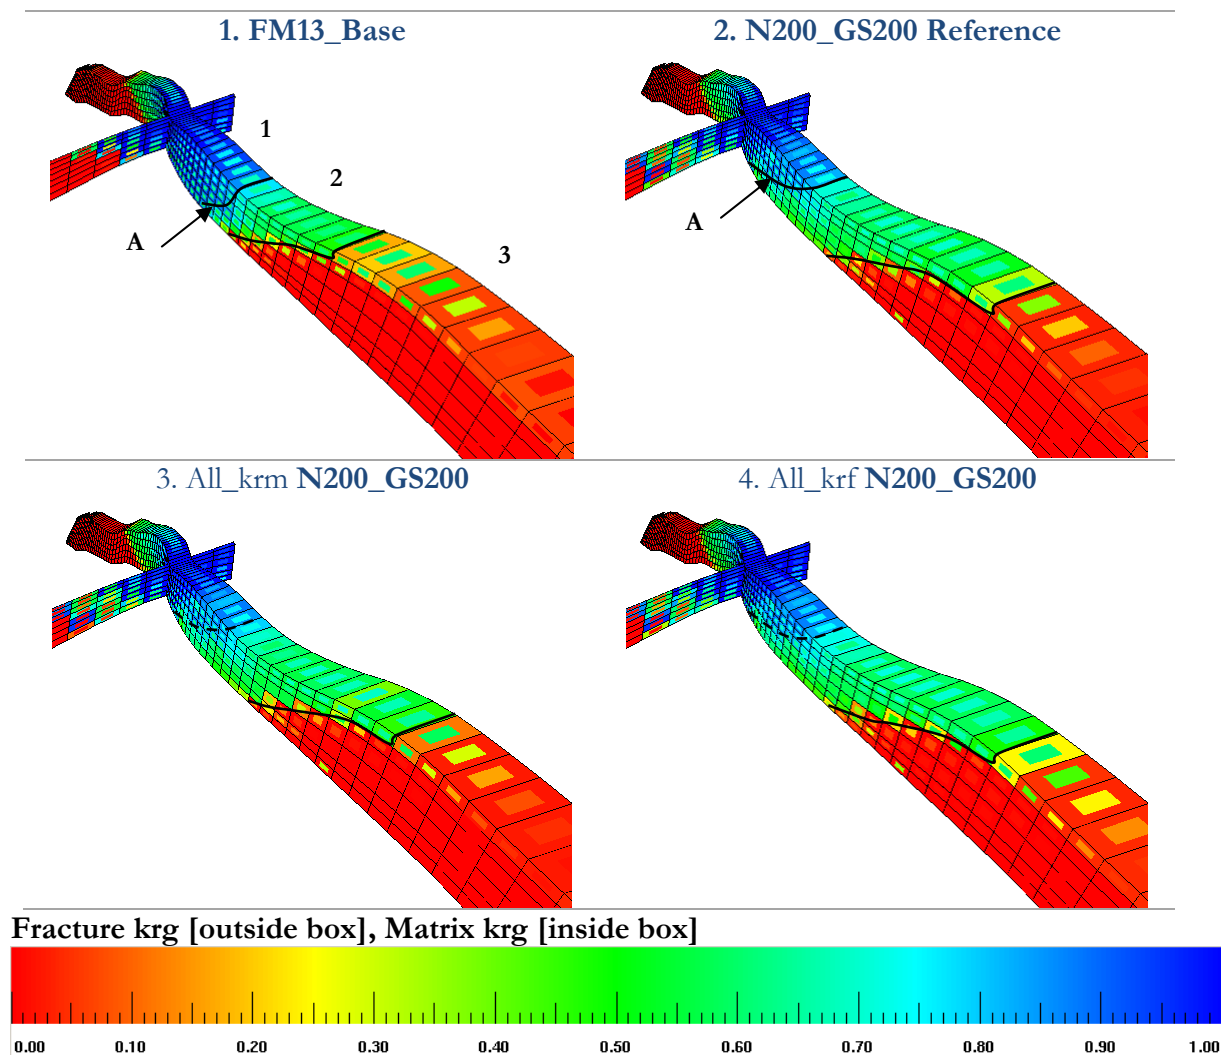 1. FM13_Base 2. N200_GS200 Reference
1
2
3
A
A
3. All_krm N200_GS200 4. All_krf N200_GS200
Fracture krg [outside box], Matrix krg [inside box]
0.00 0.10 0.20 0.30 0.40 0.50 0.60 0.70 0.80 0.90 1.00